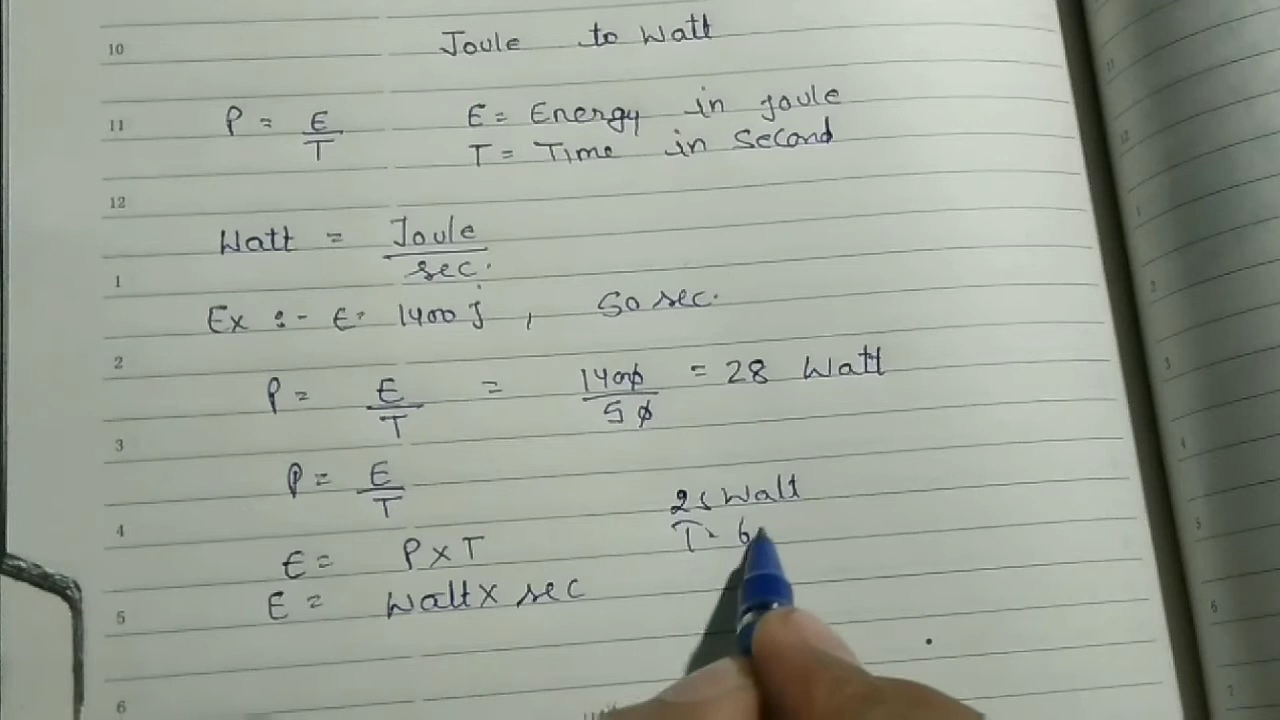 Joule to Watt
10
P = E/T E = Energy in joule
11
T = Time in Second
12
Watt = Joule/sec.
1
Ex :- E = 1400 J , 50 sec.
2
P = E/T = 1400/50 = 28 Watt
3
P = E/T
25 Watt
4
T = 6
E = P × T
E = Watt × sec
5
6